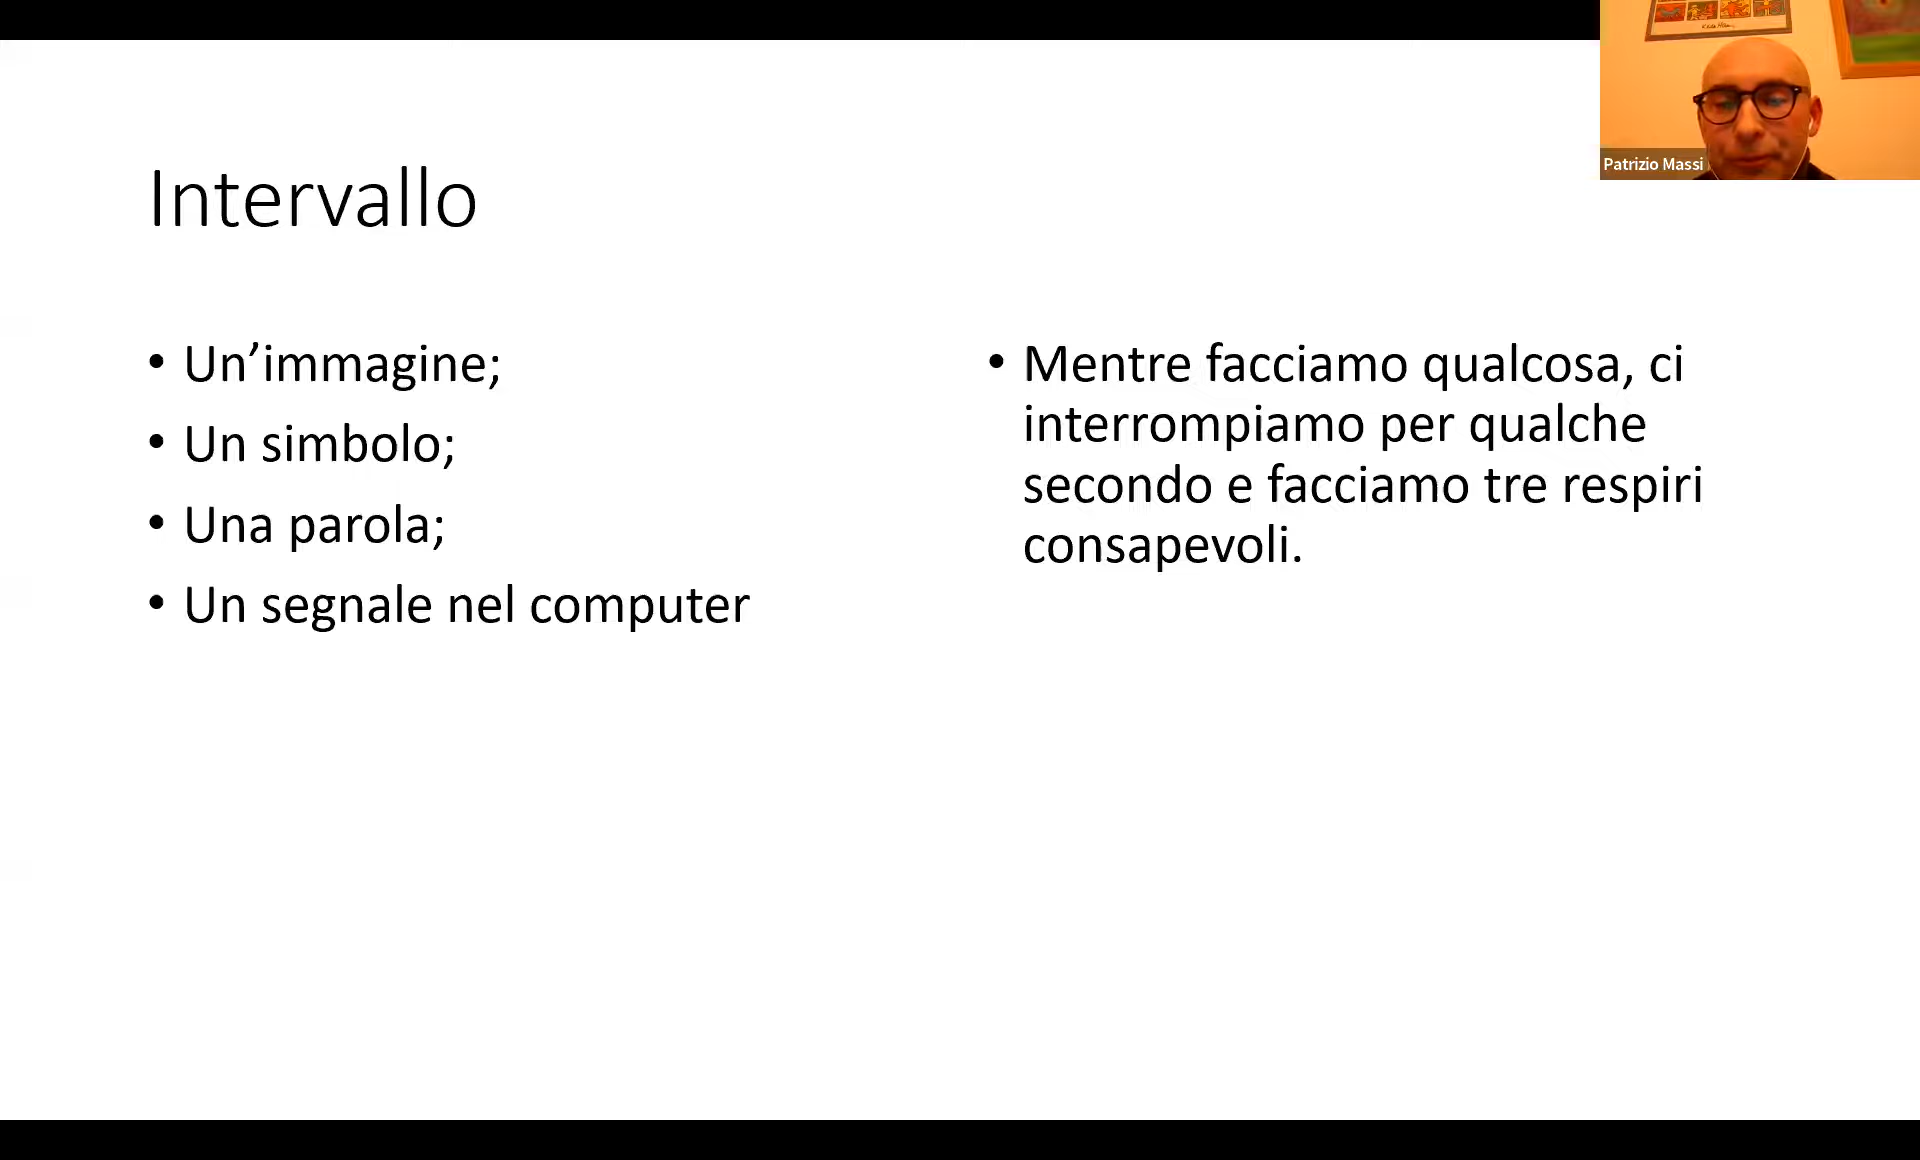 Intervallo
• Un’immagine;
• Un simbolo;
• Una parola;
• Un segnale nel computer
• Mentre facciamo qualcosa, ci
interrompiamo per qualche
secondo e facciamo tre respiri
consapevoli.
Patrizio Massi